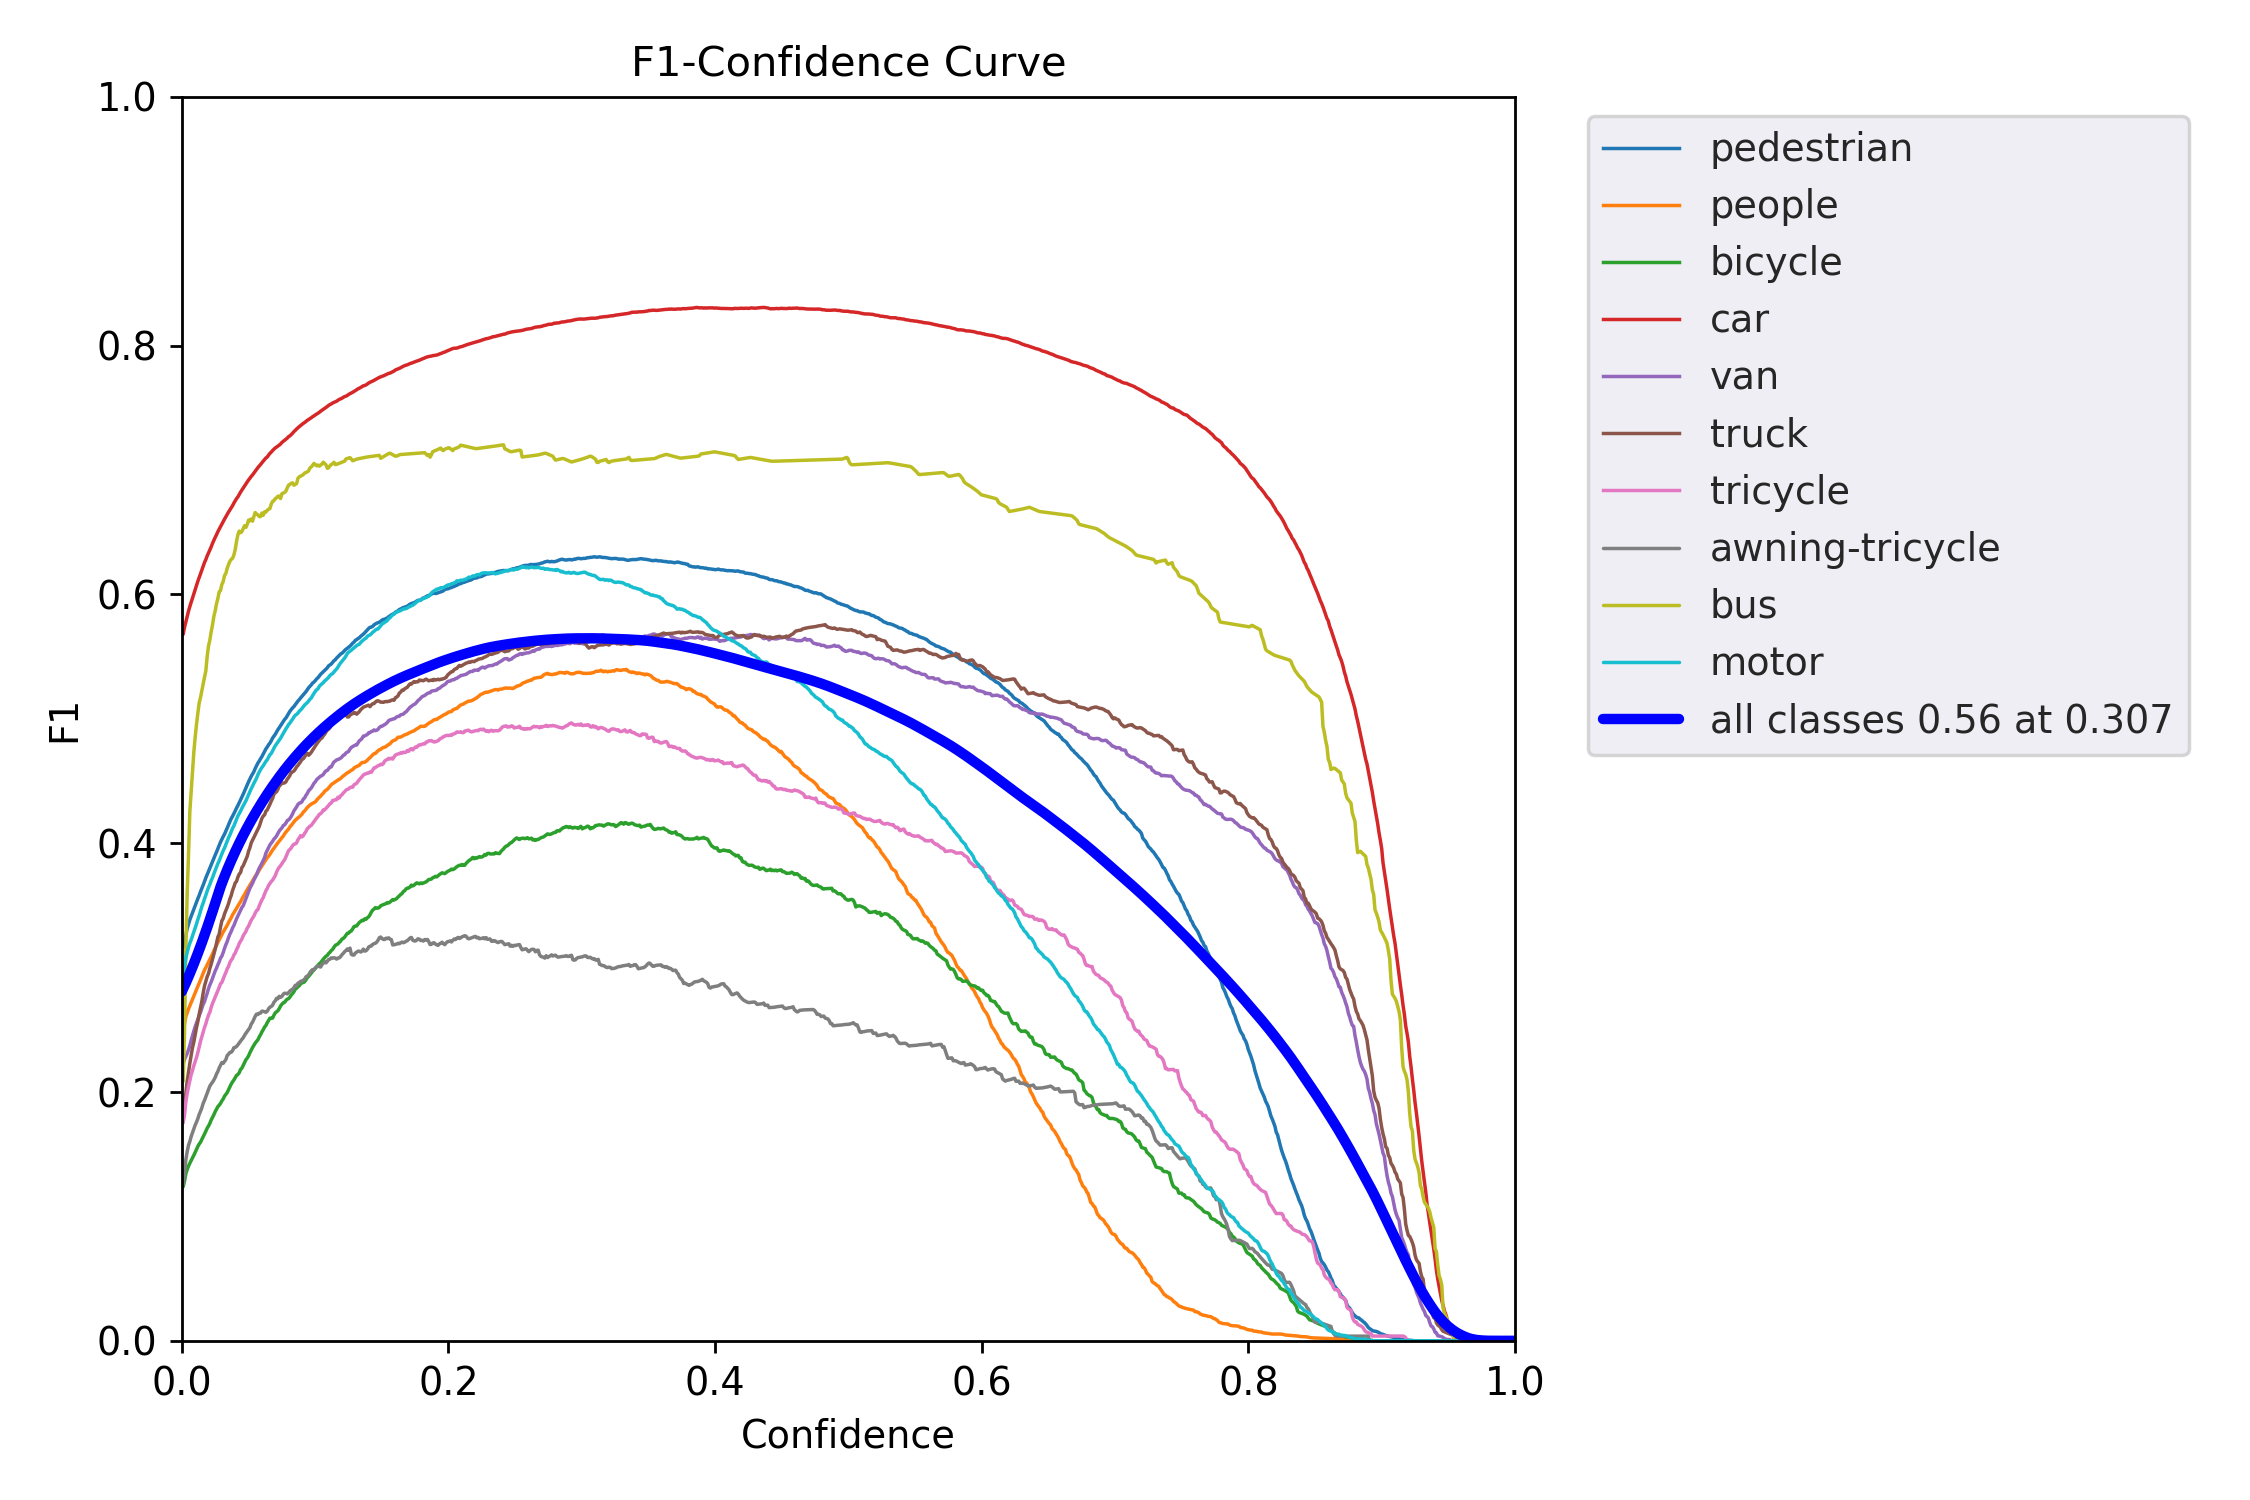 F1-Confidence Curve
1.0
0.8
0.6
0.4
0.2
0.0
F1
0.0 0.2 0.4 0.6 0.8 1.0
Confidence
pedestrian
people
bicycle
car
van
truck
tricycle
awning-tricycle
bus
motor
all classes 0.56 at 0.307